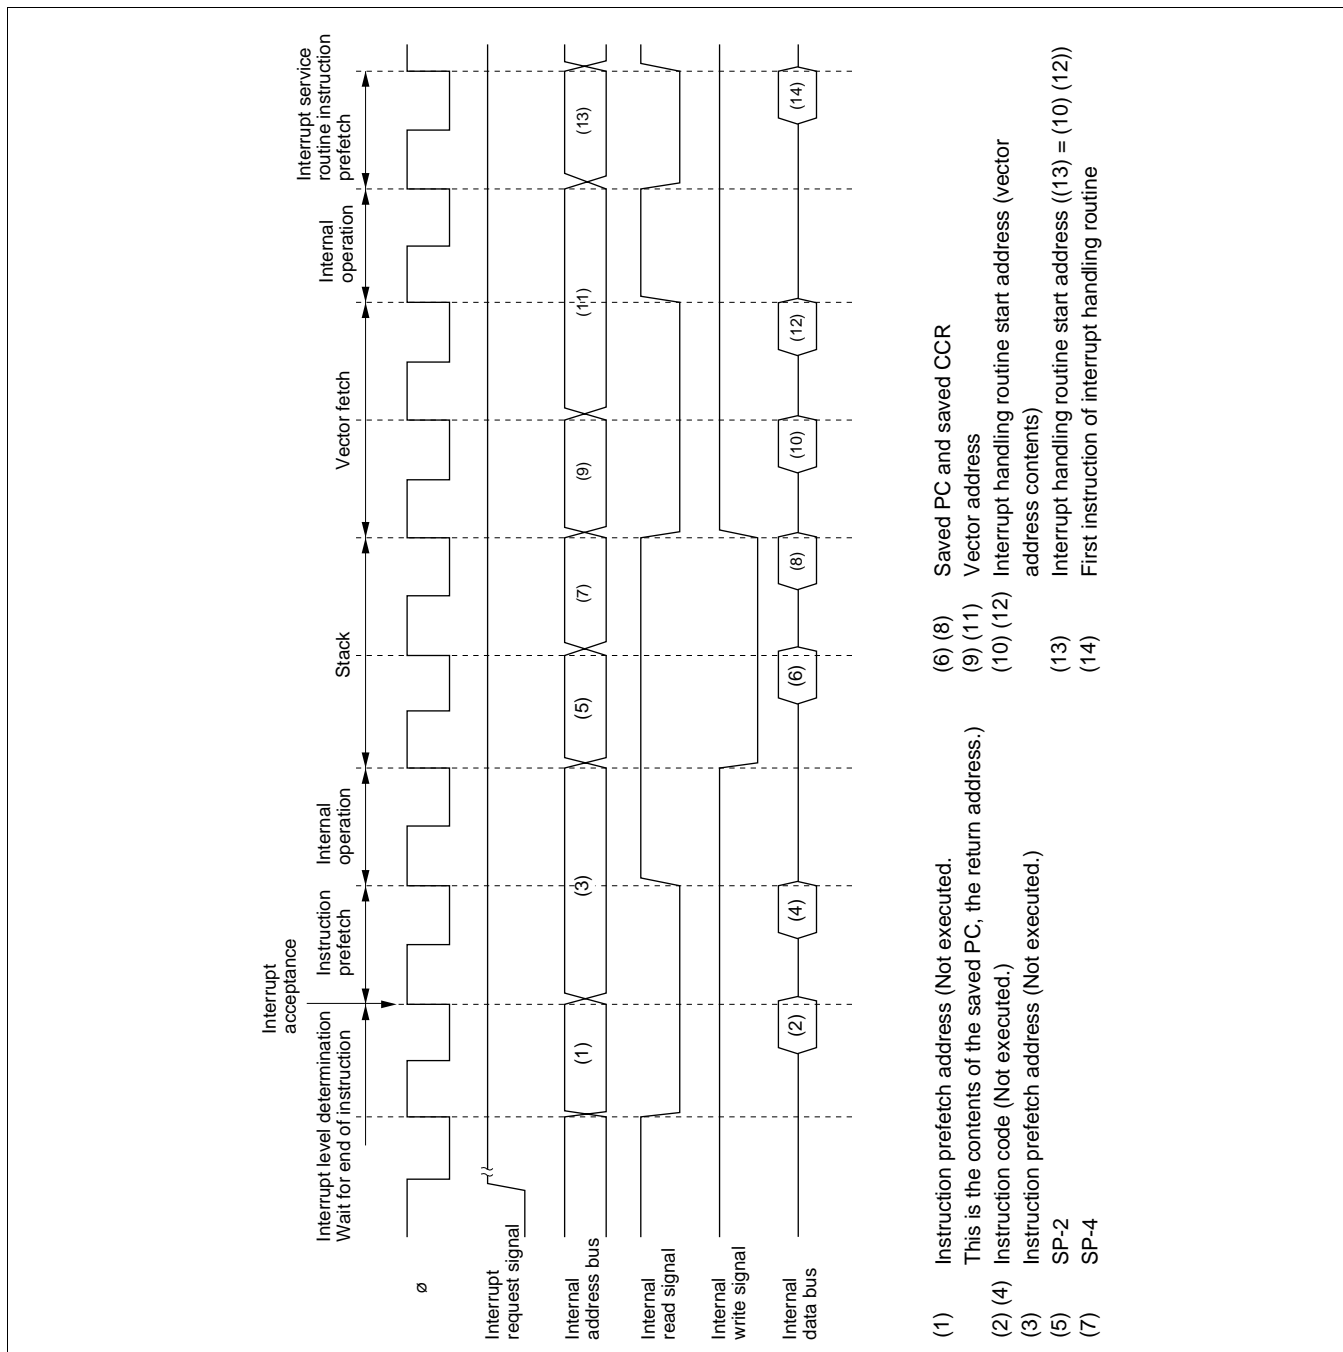 Interrupt level determination
Wait for end of instruction
Interrupt
acceptance
Instruction
prefetch
Internal
operation
Stack
Vector fetch
Internal
operation
Interrupt service
routine instruction
prefetch
ø
Interrupt
request signal
Internal
address bus
(1)
(3)
(5)
(7)
(9)
(11)
(13)
Internal
read signal
Internal
write signal
Internal
data bus
(2)
(4)
(6)
(8)
(10)
(12)
(14)
(1) Instruction prefetch address (Not executed.
This is the contents of the saved PC, the return address.)
(2) (4) Instruction code (Not executed.)
(3) Instruction prefetch address (Not executed.)
(5) SP-2
(7) SP-4
(6) (8) Saved PC and saved CCR
(9) (11) Vector address
(10) (12) Interrupt handling routine start address (vector
address contents)
(13) Interrupt handling routine start address ((13) = (10) (12))
(14) First instruction of interrupt handling routine